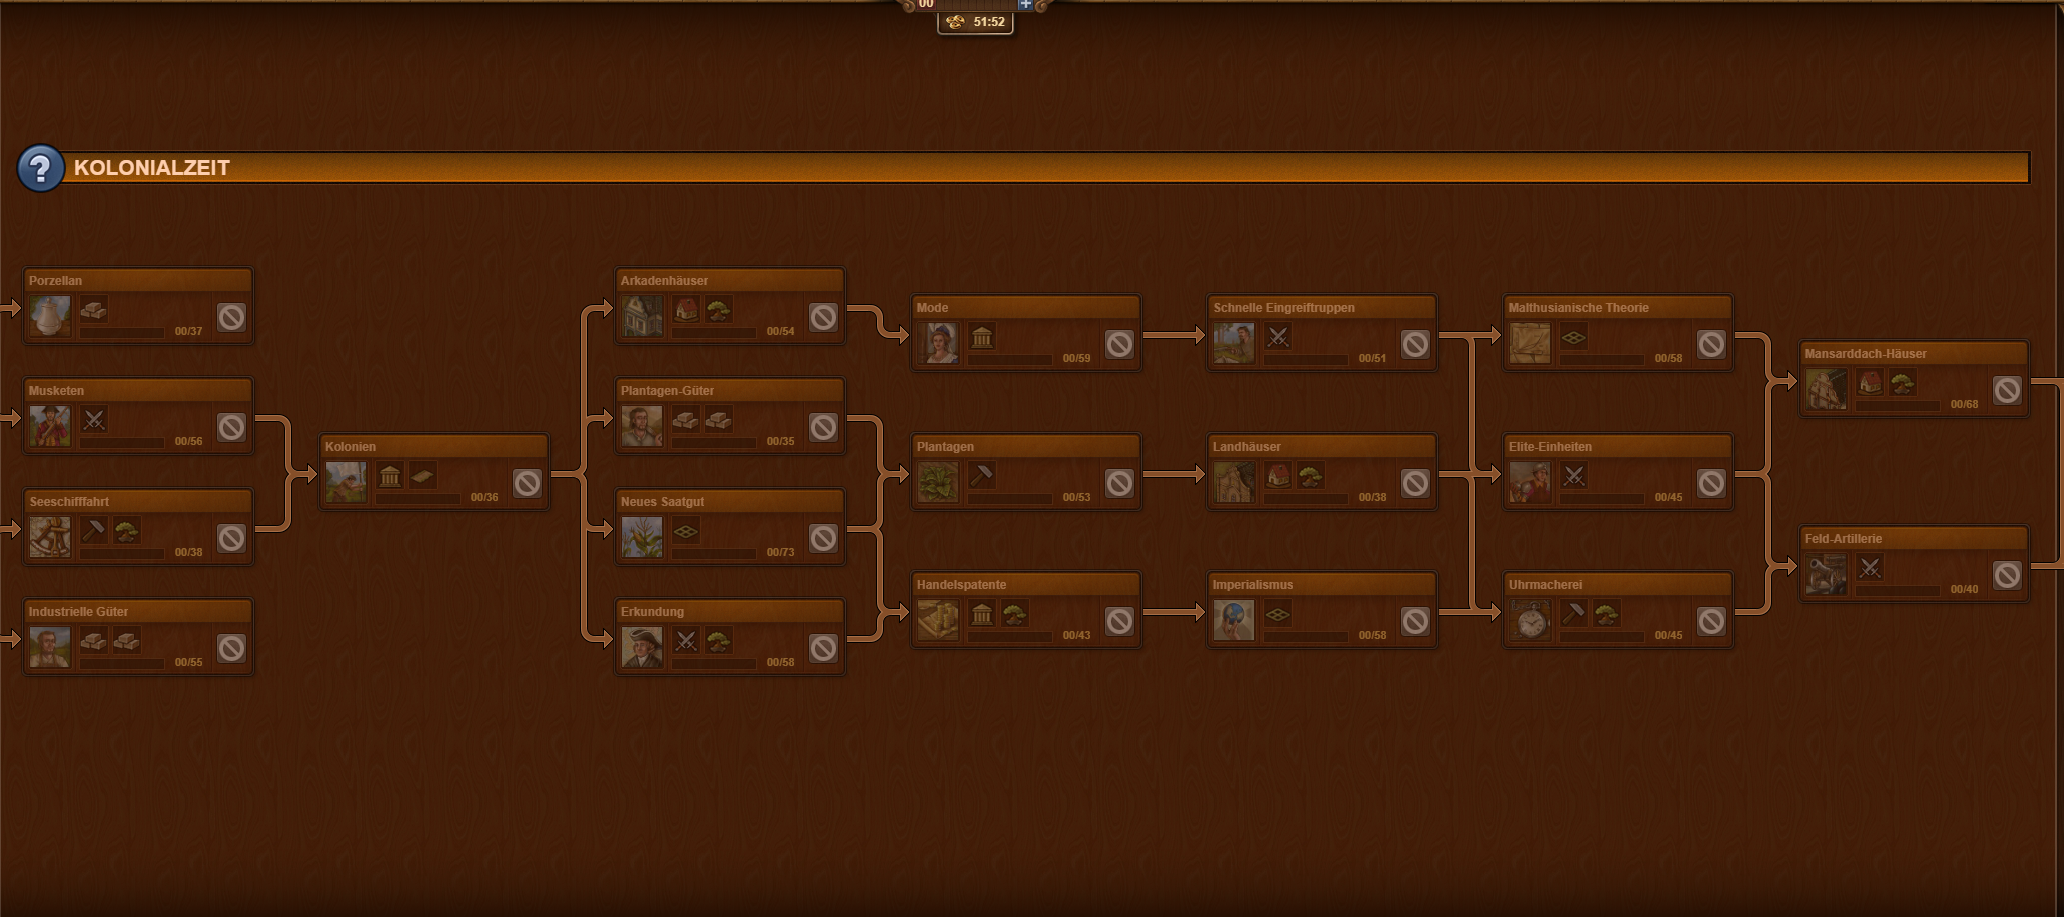 00
51:52
KOLONIALZEIT
Porzellan
00/37
Musketen
00/56
Seeschifffahrt
00/38
Industrielle Güter
00/55
Kolonien
00/36
Arkadenhäuser
00/54
Plantagen-Güter
00/35
Neues Saatgut
00/73
Erkundung
00/58
Mode
00/59
Plantagen
00/53
Handelspatente
00/43
Schnelle Eingreiftruppen
00/51
Landhäuser
00/38
Imperialismus
00/58
Malthusianische Theorie
00/58
Elite-Einheiten
00/45
Uhrmacherei
00/45
Mansarddach-Häuser
00/68
Feld-Artillerie
00/40